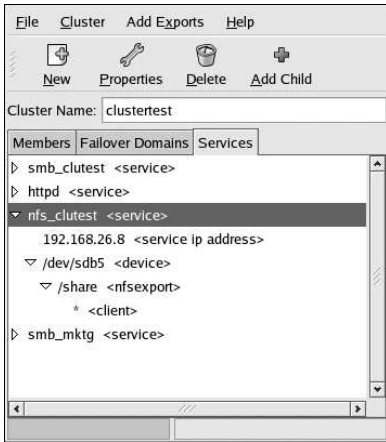 File Cluster Add Exports Help
New Properties Delete Add Child
Cluster Name: clustertest
Members Failover Domains Services
smb_clutest <service>
httpd <service>
nfs_clutest <service>
192.168.26.8 <service ip address>
/dev/sdb5 <device>
/share <nfsexport>
* <client>
smb_mktg <service>